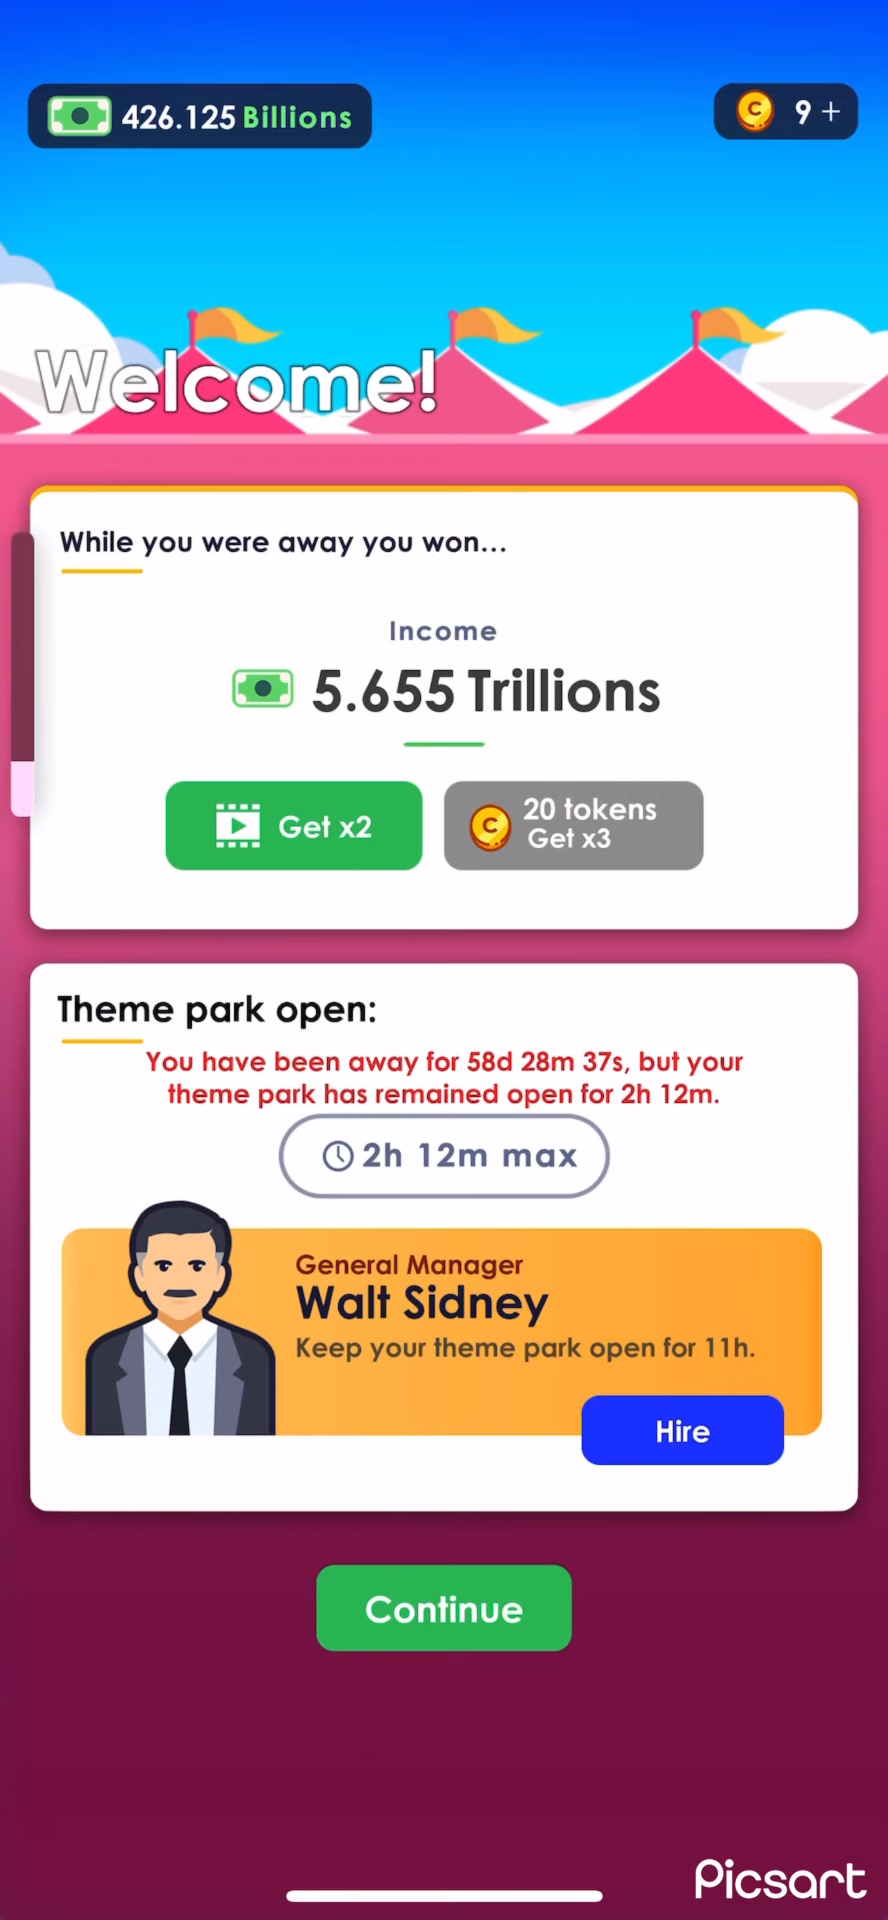 426.125 Billions
9 +
Welcome!
While you were away you won...
Income
5.655 Trillions
Get x2
20 tokens
Get x3
Theme park open:
You have been away for 58d 28m 37s, but your
theme park has remained open for 2h 12m.
2h 12m max
General Manager
Walt Sidney
Keep your theme park open for 11h.
Hire
Continue
Picsart